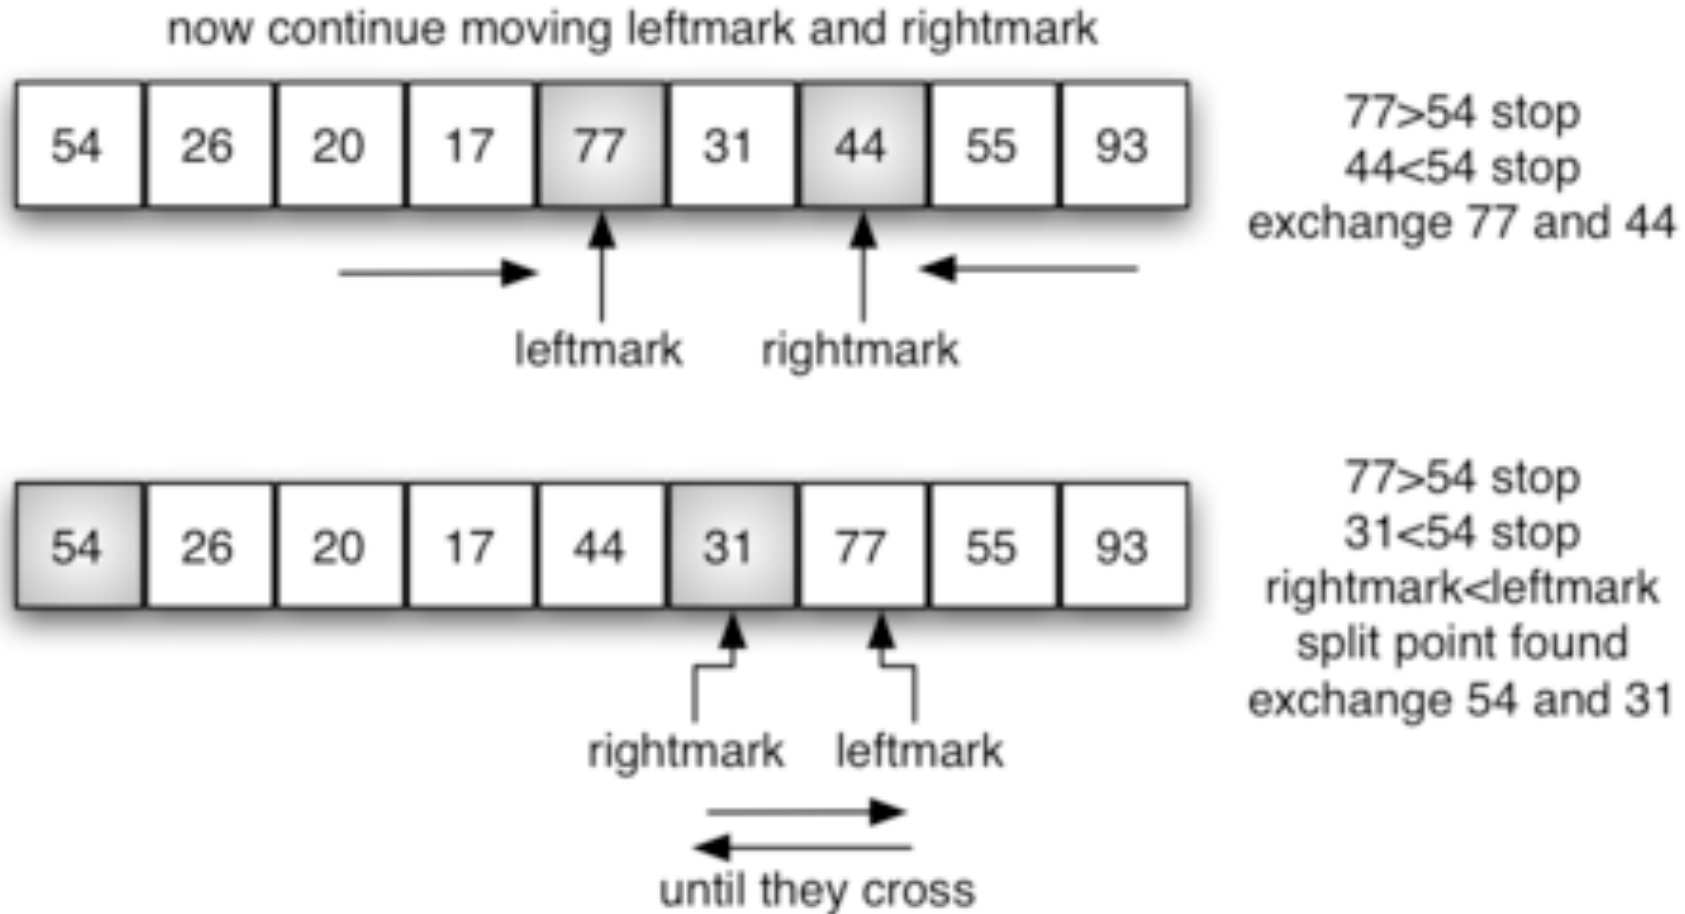 now continue moving leftmark and rightmark
54 26 20 17 77 31 44 55 93
77>54 stop
44<54 stop
exchange 77 and 44
leftmark rightmark
54 26 20 17 44 31 77 55 93
77>54 stop
31<54 stop
rightmark<leftmark
split point found
exchange 54 and 31
rightmark leftmark
until they cross